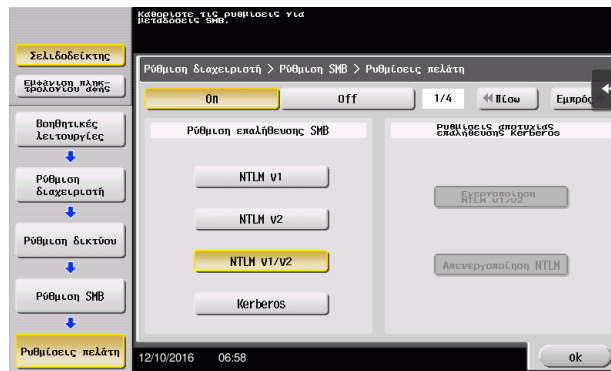 Καθορίστε τις ρυθμίσεις για
μεταδόσεις SMB.
Σελιδοδείκτης
Εμφάνιση πληκ-
τρολογίου αφής
Βοηθητικές
λειτουργίες
Ρύθμιση
διαχειριστή
Ρύθμιση δικτύου
Ρύθμιση SMB
Ρυθμίσεις πελάτη
Ρύθμιση διαχειριστή > Ρύθμιση SMB > Ρυθμίσεις πελάτη
On
Off
1/4
Πίσω
Εμπρός
Ρύθμιση επαλήθευσης SMB
NTLM v1
NTLM v2
NTLM v1/v2
Kerberos
Ρυθμίσεις αποτυχίας
επαλήθευσης Kerberos
Ενεργοποίηση
NTLM v1/v2
Απενεργοποίηση NTLM
12/10/2016 06:58
Ok